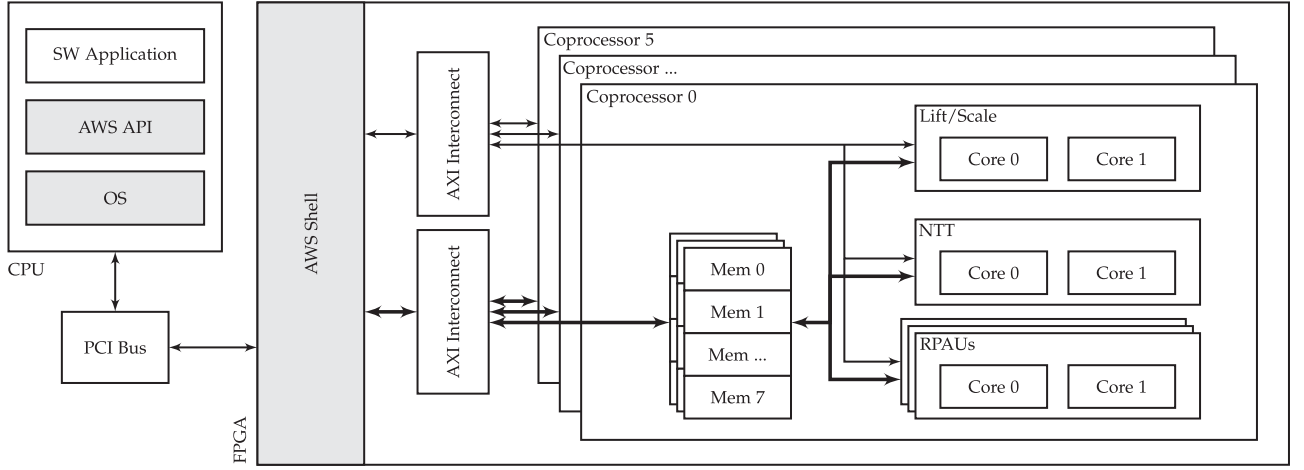 SW Application
AWS API
OS
CPU
PCI Bus
FPGA
AWS Shell
AXI Interconnect
AXI Interconnect
Coprocessor 5
Coprocessor ...
Coprocessor 0
Mem 0
Mem 1
Mem ...
Mem 7
Lift/Scale
Core 0
Core 1
NTT
Core 0
Core 1
RPAUs
Core 0
Core 1